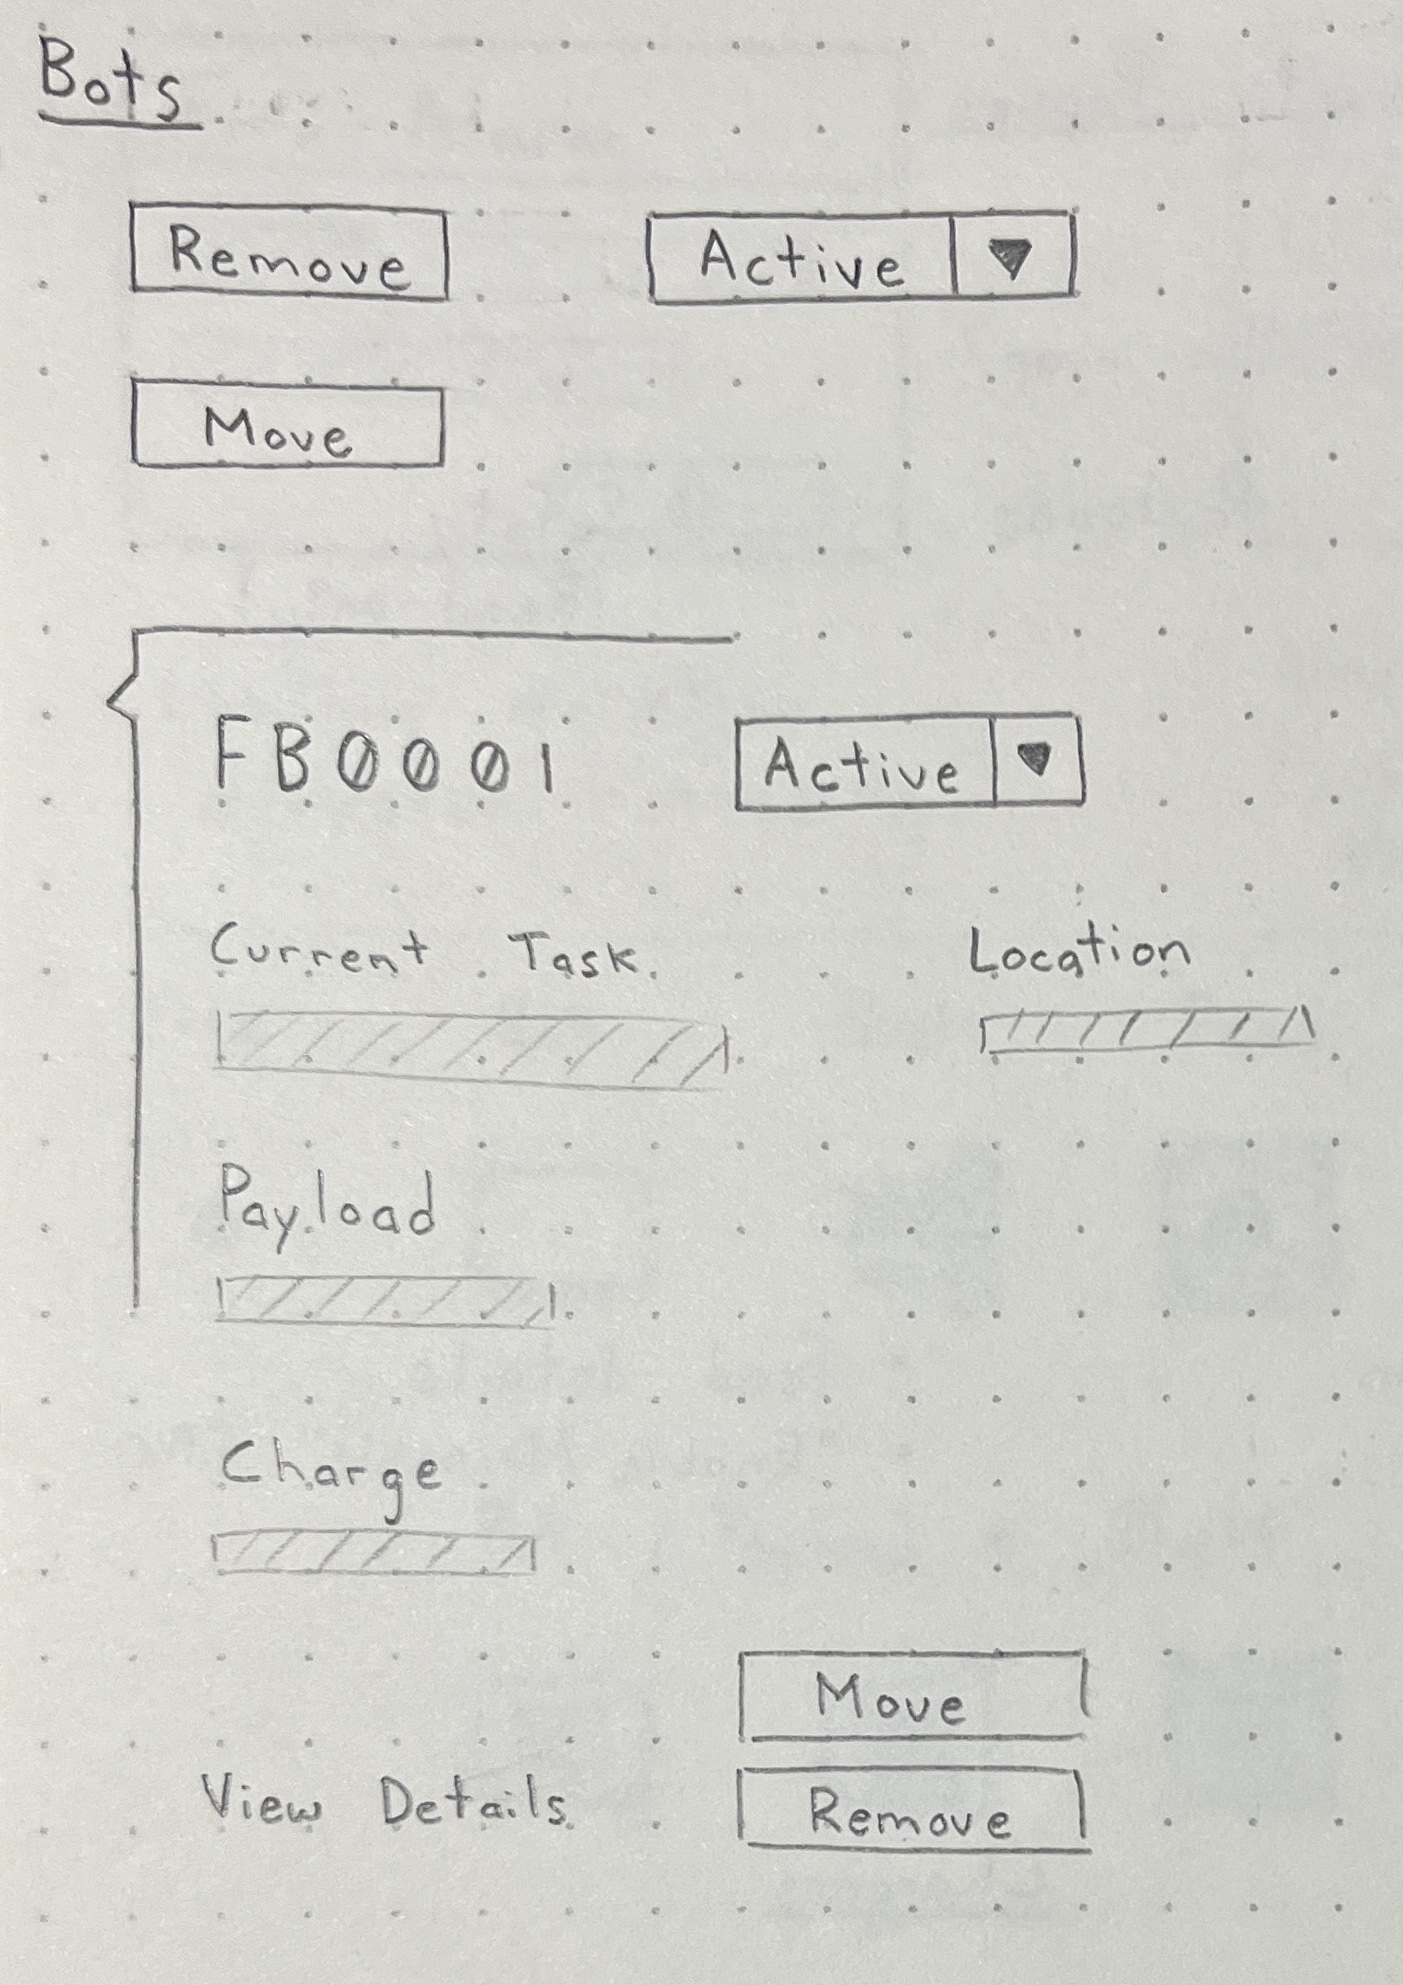 Bots
Remove
Active
Move
FB0001
Active
Current Task
Location
Payload
Charge
Move
View Details
Remove